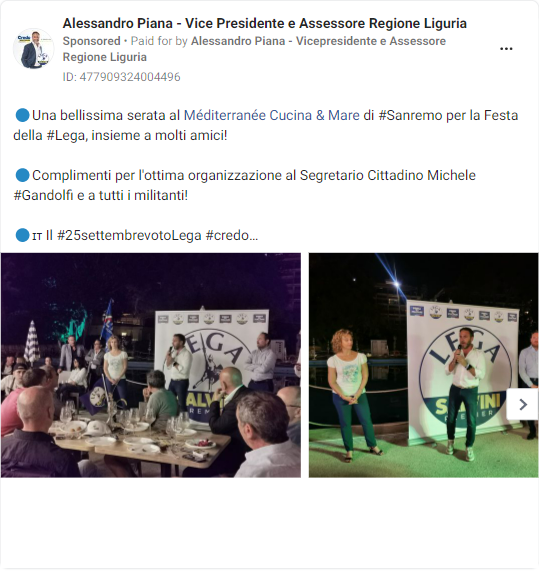 Alessandro Piana - Vice Presidente e Assessore Regione Liguria
Sponsored • Paid for by Alessandro Piana - Vicepresidente e Assessore
Regione Liguria
ID: 477909324004496
🔵Una bellissima serata al Méditerranée Cucina & Mare di #Sanremo per la Festa
della #Lega, insieme a molti amici!
🔵Complimenti per l'ottima organizzazione al Segretario Cittadino Michele
#Gandolfi e a tutti i militanti!
🔵ɪᴛ Il #25settembrevotoLega #credo...
LEGA
LEGA
SALVINI
PREMIER